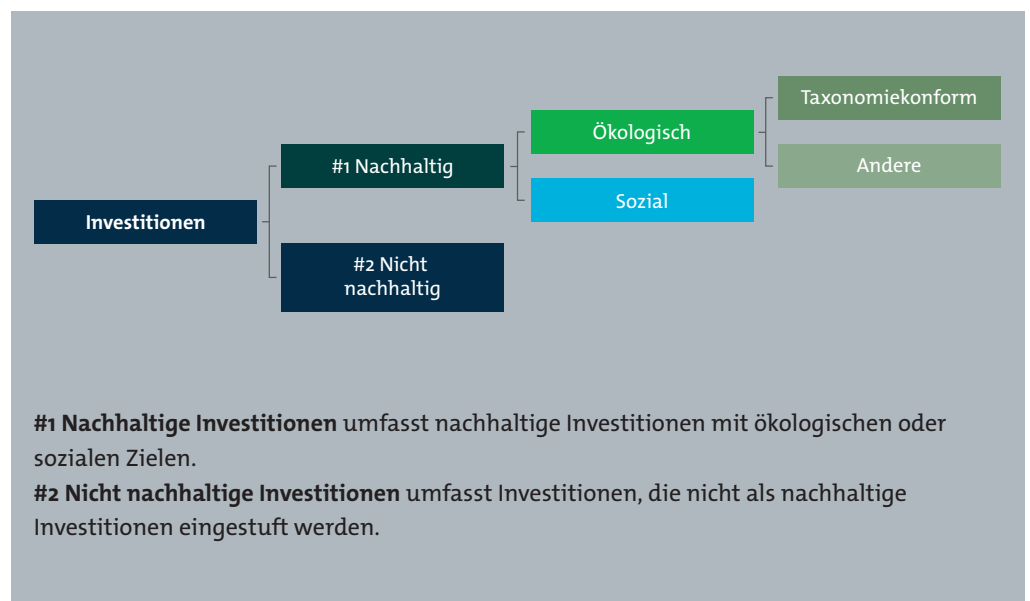 Taxonomiekonform
Ökologisch
#1 Nachhaltig
Andere
Sozial
Investitionen
#2 Nicht
nachhaltig
#1 Nachhaltige Investitionen umfasst nachhaltige Investitionen mit ökologischen oder
sozialen Zielen.
#2 Nicht nachhaltige Investitionen umfasst Investitionen, die nicht als nachhaltige
Investitionen eingestuft werden.